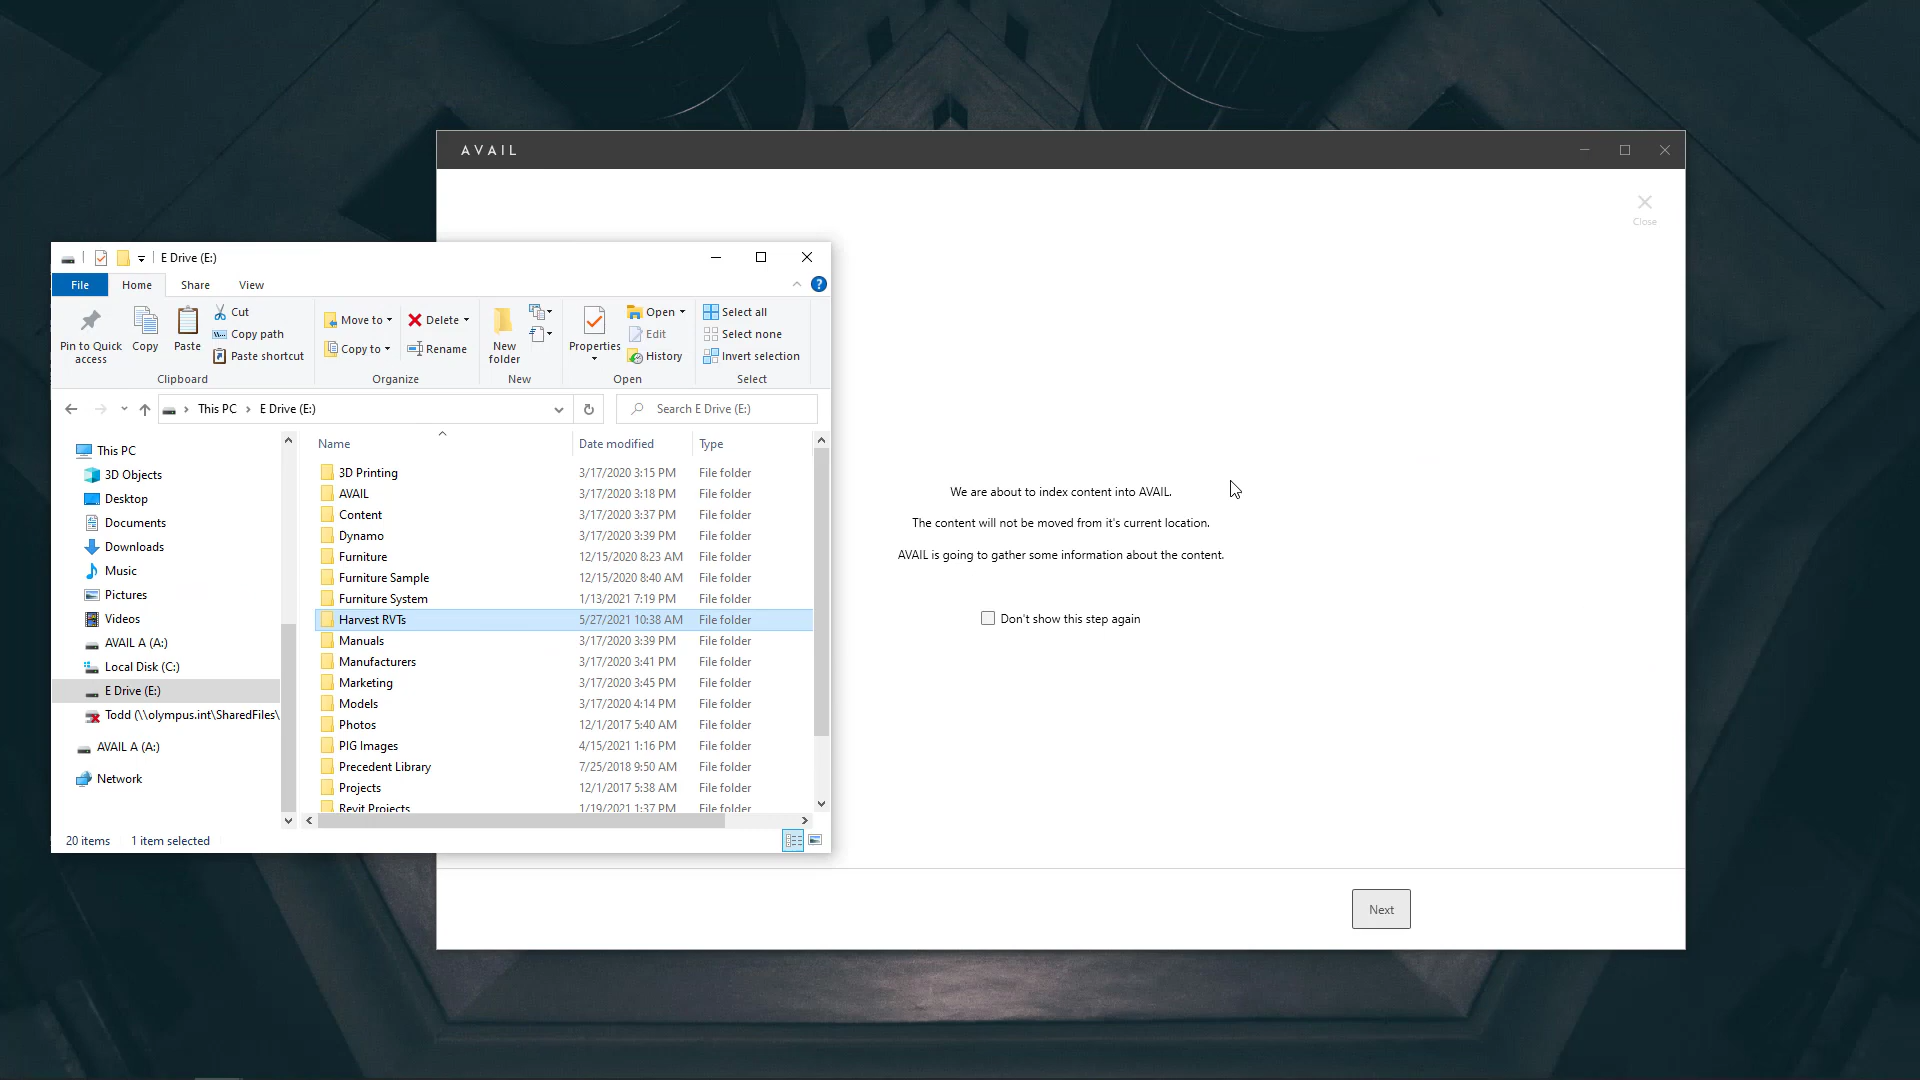 AVAIL
Close
E Drive (E:)
File
Home
Share
View
Pin to Quick
access
Copy
Paste
Cut
Copy path
Paste shortcut
Clipboard
Move to
Copy to
Delete
Rename
Organize
New
folder
New
Properties
Open
Edit
History
Open
Select all
Select none
Invert selection
Select
This PC
E Drive (E:)
Search E Drive (E:)
This PC
3D Objects
Desktop
Documents
Downloads
Music
Pictures
Videos
AVAIL A (A:)
Local Disk (C:)
E Drive (E:)
Todd (\\olympus.int\SharedFiles\
AVAIL A (A:)
Network
Name Date modified Type
3D Printing 3/17/2020 3:15 PM File folder
AVAIL 3/17/2020 3:18 PM File folder
Content 3/17/2020 3:37 PM File folder
Dynamo 3/17/2020 3:39 PM File folder
Furniture 12/15/2020 8:23 AM File folder
Furniture Sample 12/15/2020 8:40 AM File folder
Furniture System 1/13/2021 7:19 PM File folder
Harvest RVTs 5/27/2021 10:38 AM File folder
Manuals 3/17/2020 3:39 PM File folder
Manufacturers 3/17/2020 3:41 PM File folder
Marketing 3/17/2020 3:45 PM File folder
Models 3/17/2020 4:14 PM File folder
Photos 12/1/2017 5:40 AM File folder
PIG Images 4/15/2021 1:16 PM File folder
Precedent Library 7/25/2018 9:50 AM File folder
Projects 12/1/2017 5:38 AM File folder
Revit Projects 1/19/2021 1:37 PM File folder
20 items 1 item selected
We are about to index content into AVAIL.
The content will not be moved from it's current location.
AVAIL is going to gather some information about the content.
Don't show this step again
Next